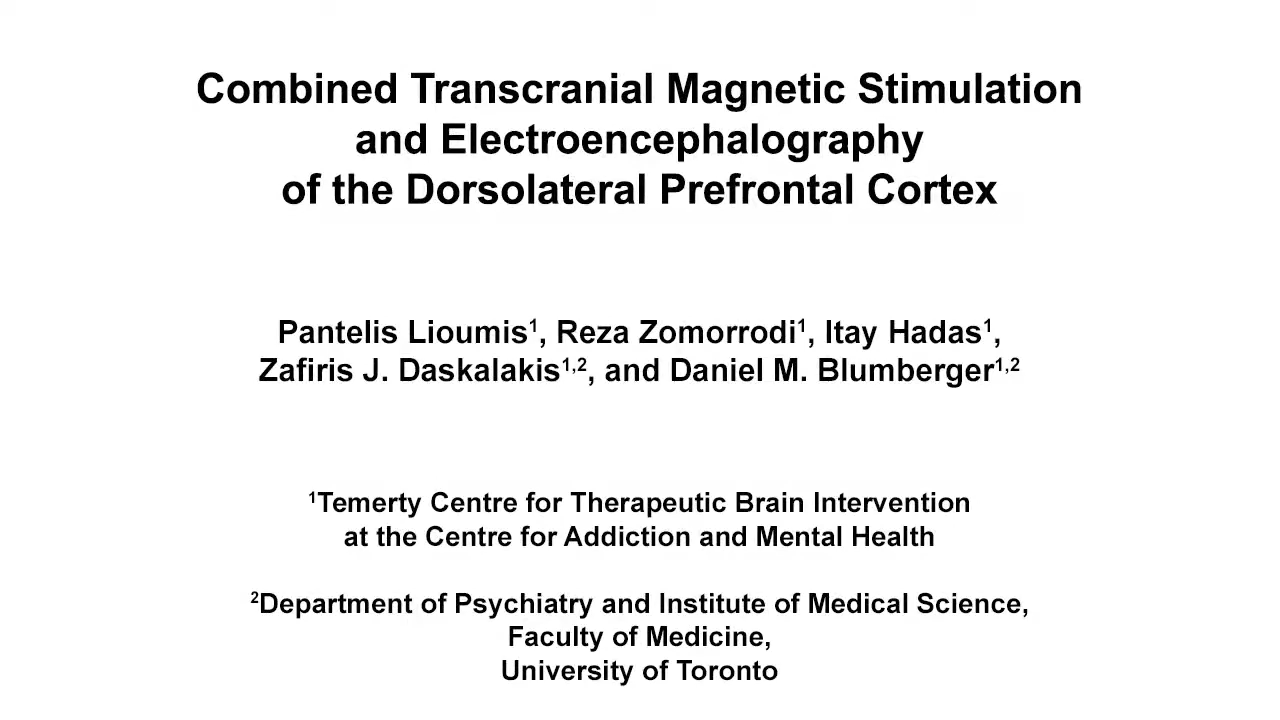 Combined Transcranial Magnetic Stimulation
and Electroencephalography
of the Dorsolateral Prefrontal Cortex
Pantelis Lioumis¹, Reza Zomorrodi¹, Itay Hadas¹,
Zafiris J. Daskalakis¹,², and Daniel M. Blumberger¹,²
¹Temerty Centre for Therapeutic Brain Intervention
at the Centre for Addiction and Mental Health
²Department of Psychiatry and Institute of Medical Science,
Faculty of Medicine,
University of Toronto